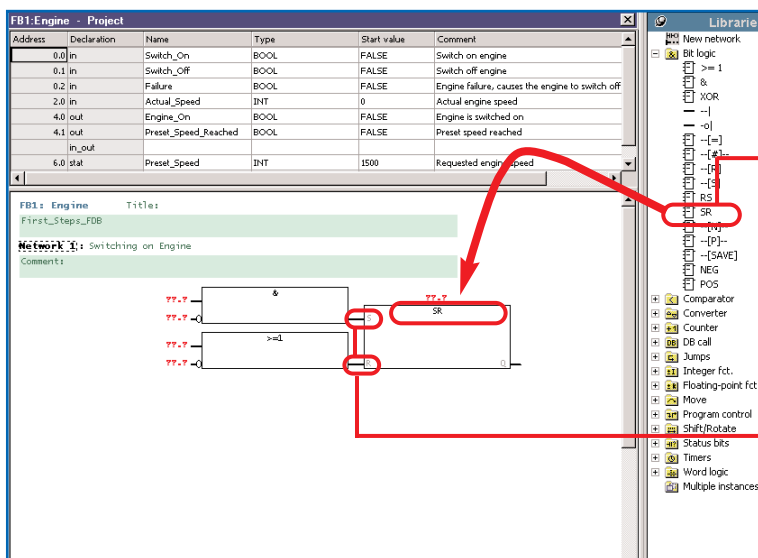 FB1:Engine - Project
Address Declaration Name Type Start value Comment
0.0 in Switch_On BOOL FALSE Switch on engine
0.1 in Switch_Off BOOL FALSE Switch off engine
0.2 in Failure BOOL FALSE Engine failure, causes the engine to switch off
2.0 in Actual_Speed INT 0 Actual engine speed
4.0 out Engine_On BOOL FALSE Engine is switched on
4.1 out Preset_Speed_Reached BOOL FALSE Preset speed reached
in_out
6.0 stat Preset_Speed INT 1500 Requested engine speed
FB1: Engine Title:
First_Steps_FDB
Network 1: Switching on Engine
Comment:
&
??.?
??.?
>=1
??.?
??.?
??.?
SR
S
R
Q
Librarie
New network
Bit logic
>= 1
&
XOR
--|
-o|
--[=]
--[#]--
--[R]
--[S]
RS
SR
--[N]
--[P]--
--[SAVE]
NEG
POS
Comparator
Converter
Counter
DB call
Jumps
Integer fct.
Floating-point fct
Move
Program control
Shift/Rotate
Status bits
Timers
Word logic
Multiple instances